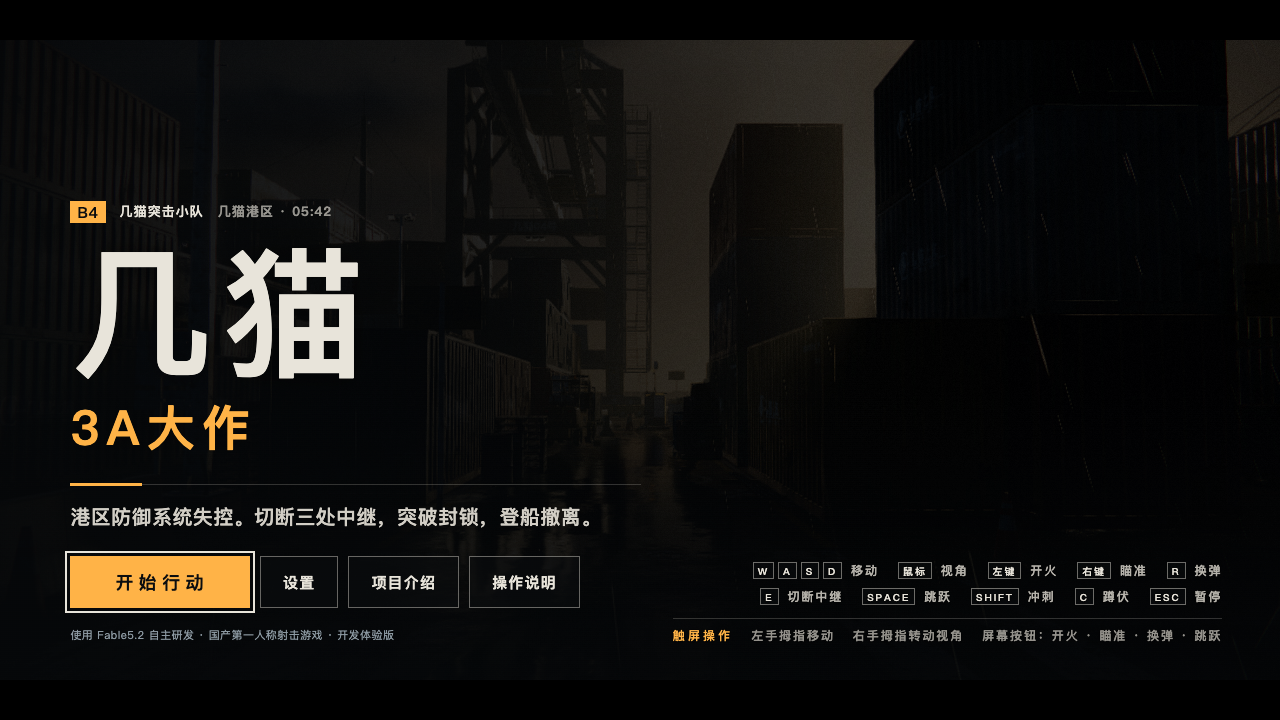 B4 几猫突击小队 几猫港区 · 05:42
几猫
3A大作
港区防御系统失控。切断三处中继，突破封锁，登船撤离。
开始行动 设置 项目介绍 操作说明
使用 Fable5.2 自主研发 · 国产第一人称射击游戏 · 开发体验版
W A S D 移动 鼠标 视角 左键 开火 右键 瞄准 R 换弹
E 切断中继 SPACE 跳跃 SHIFT 冲刺 C 蹲伏 ESC 暂停
触屏操作 左手拇指移动 右手拇指转动视角 屏幕按钮：开火 · 瞄准 · 换弹 · 跳跃